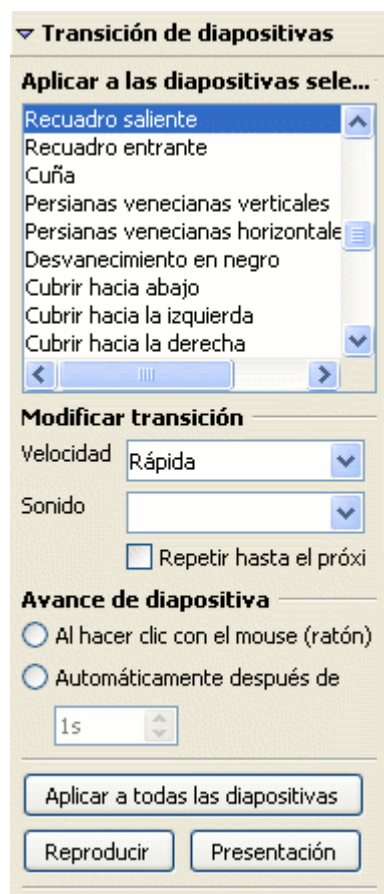 Transición de diapositivas
Aplicar a las diapositivas sele...
Recuadro saliente
Recuadro entrante
Cuña
Persianas venecianas verticales
Persianas venecianas horizontale
Desvanecimiento en negro
Cubrir hacia abajo
Cubrir hacia la izquierda
Cubrir hacia la derecha
Modificar transición
Velocidad Rápida
Sonido
Repetir hasta el próxi
Avance de diapositiva
Al hacer clic con el mouse (ratón)
Automáticamente después de
1s
Aplicar a todas las diapositivas
Reproducir Presentación